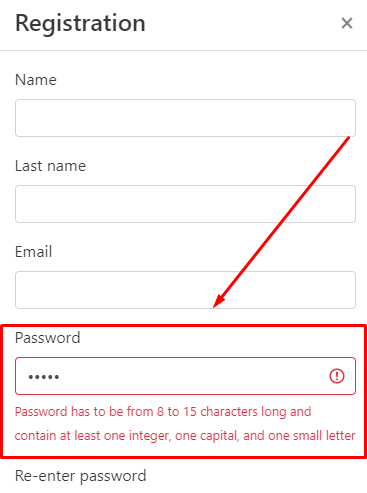 Registration
Name
Last name
Email
Password
•••••
Password has to be from 8 to 15 characters long and
contain at least one integer, one capital, and one small letter
Re-enter password